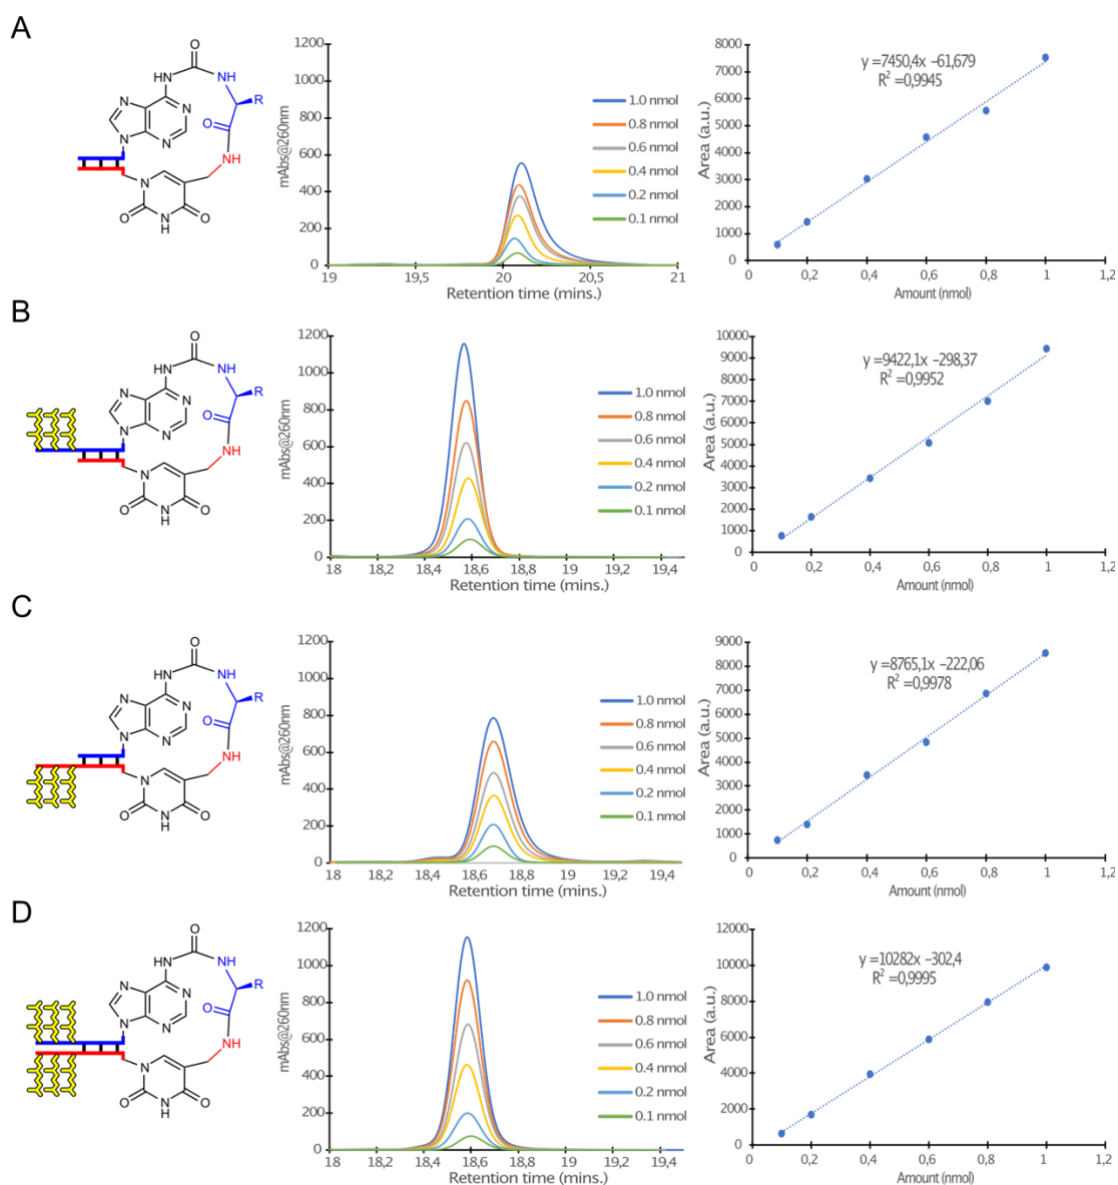 A
O
NH
NH
R
N
N
N
N
O
NH
N
O
N
H
O
mAbs@260nm
1200
1000
800
600
400
200
0
19
19,5
20
20,5
21
Retention time (mins.)
1.0 nmol
0.8 nmol
0.6 nmol
0.4 nmol
0.2 nmol
0.1 nmol
Area (a.u.)
8000
7000
6000
5000
4000
3000
2000
1000
0
y =7450,4x −61,679
R² =0,9945
0
0,2
0,4
0,6
0,8
1
1,2
Amount (nmol)
B
O
NH
NH
R
N
N
N
N
O
NH
N
O
N
H
O
mAbs@260nm
1200
1000
800
600
400
200
0
18
18,2
18,4
18,6
18,8
19
19,2
19,4
Retention time (mins.)
1.0 nmol
0.8 nmol
0.6 nmol
0.4 nmol
0.2 nmol
0.1 nmol
Area (a.u.)
10000
9000
8000
7000
6000
5000
4000
3000
2000
1000
0
y =9422,1x −298,37
R² =0,9952
0
0,2
0,4
0,6
0,8
1
1,2
Amount (nmol)
C
O
NH
NH
R
N
N
N
N
O
NH
N
O
N
H
O
mAbs@260nm
1200
1000
800
600
400
200
0
18
18,2
18,4
18,6
18,8
19
19,2
19,4
Retention time (mins.)
1.0 nmol
0.8 nmol
0.6 nmol
0.4 nmol
0.2 nmol
0.1 nmol
Area (a.u.)
9000
8000
7000
6000
5000
4000
3000
2000
1000
0
y =8765,1x −222,06
R² =0,9978
0
0,2
0,4
0,6
0,8
1
1,2
Amount (nmol)
D
O
NH
NH
R
N
N
N
N
O
NH
N
O
N
H
O
mAbs@260nm
1200
1000
800
600
400
200
0
18
18,2
18,4
18,6
18,8
19
19,2
19,4
Retention time (mins.)
1.0 nmol
0.8 nmol
0.6 nmol
0.4 nmol
0.2 nmol
0.1 nmol
Area (a.u.)
12000
10000
8000
6000
4000
2000
0
y =10282x −302,4
R² =0,9995
0
0,2
0,4
0,6
0,8
1
1,2
Amount (nmol)